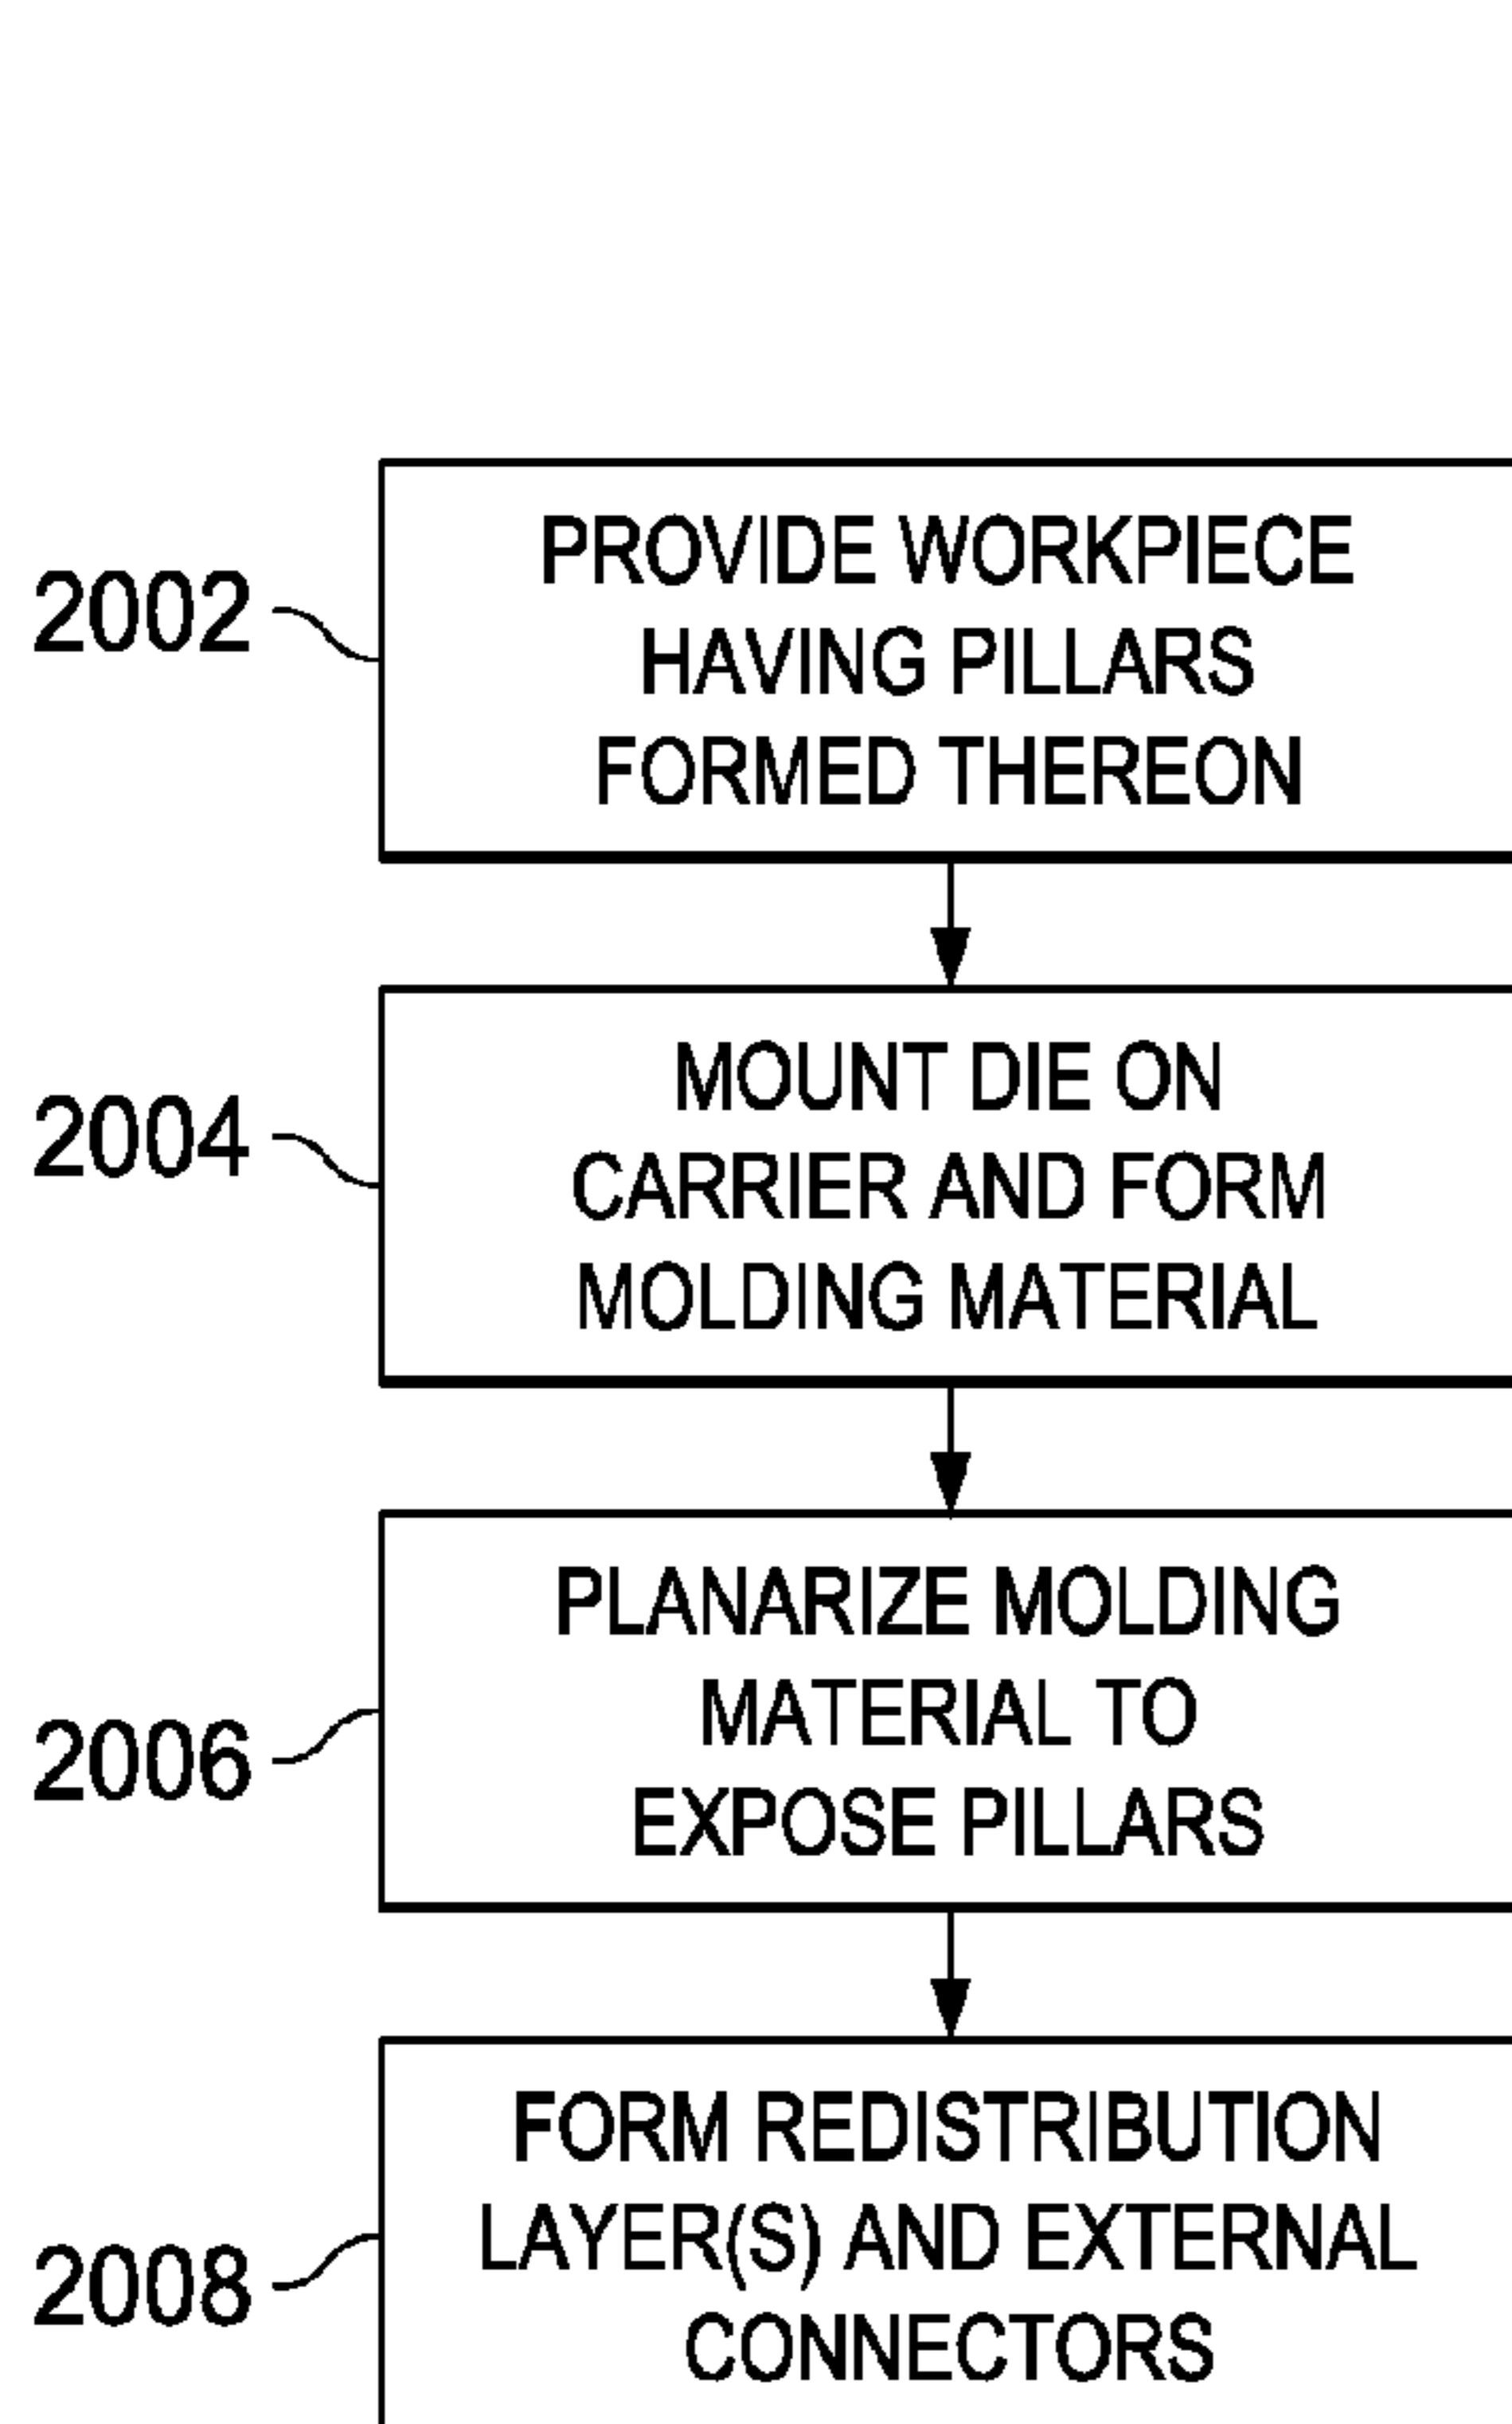 2002
PROVIDE WORKPIECE
HAVING PILLARS
FORMED THEREON
2004
MOUNT DIE ON
CARRIER AND FORM
MOLDING MATERIAL
2006
PLANARIZE MOLDING
MATERIAL TO
EXPOSE PILLARS
2008
FORM REDISTRIBUTION
LAYER(S) AND EXTERNAL
CONNECTORS